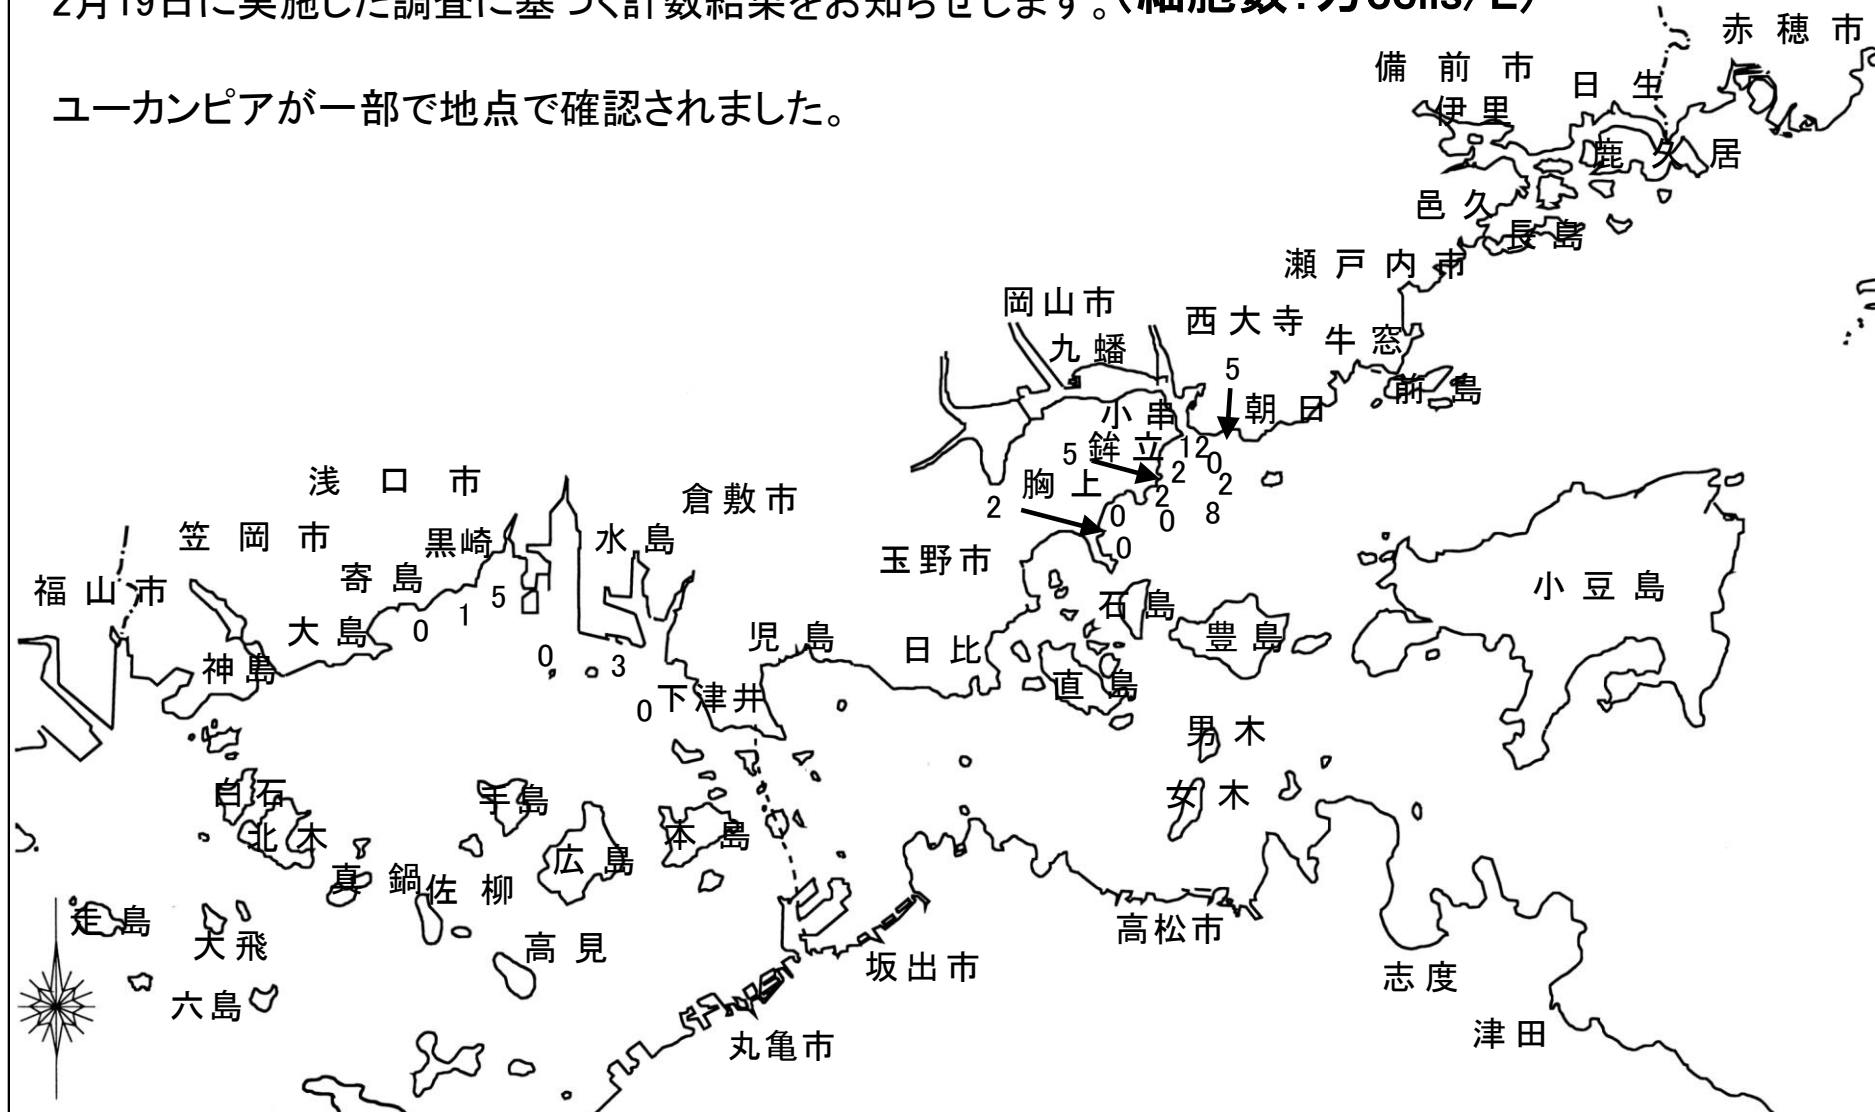 2月19日に実施した調査に基づく計数結果をお知らせします。(細胞数:万cells/L)
ユーカンピアが一部で地点で確認されました。
赤穂市
備前市
日生
伊里
鹿久居
邑久
長島
瀬戸内市
岡山市
西大寺
九蟠
牛窓
5
前島
小串
朝日
5
鉾立
12
0
2
胸上
2
2
2
0
0
8
0
浅口市
倉敷市
笠岡市
黒崎
水島
玉野市
福山市
寄島
5
1
小豆島
石島
大島
0
児島
日比
豊島
神島
0
3
下津井
0
直島
男木
白石
手島
女木
北木
本島
広島
真鍋
佐柳
走島
大飛
高見
高松市
坂出市
志度
六島
丸亀市
津田